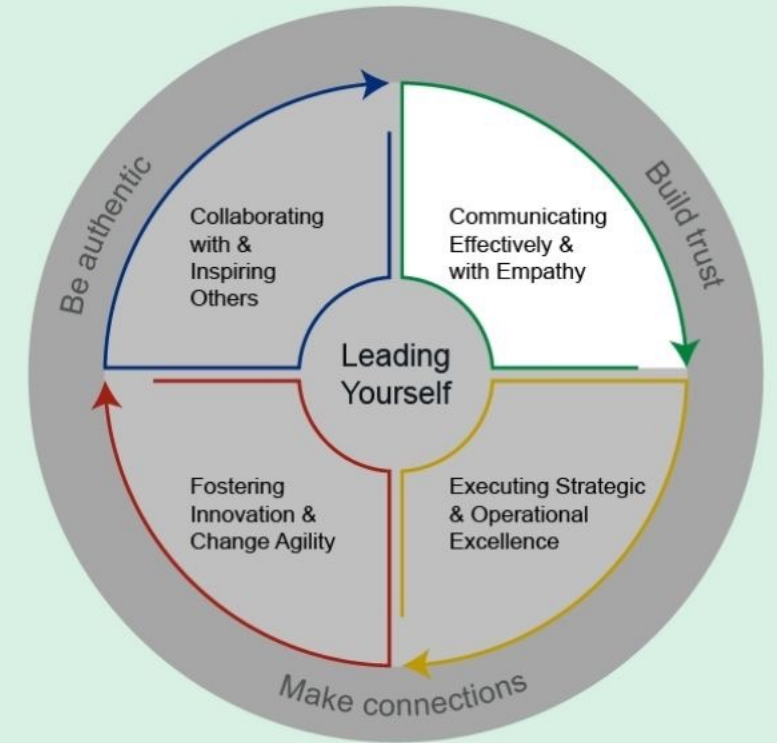 Be authentic
Build trust
Collaborating
with &
Inspiring
Others
Communicating
Effectively &
with Empathy
Leading
Yourself
Fostering
Innovation &
Change Agility
Executing Strategic
& Operational
Excellence
Make connections